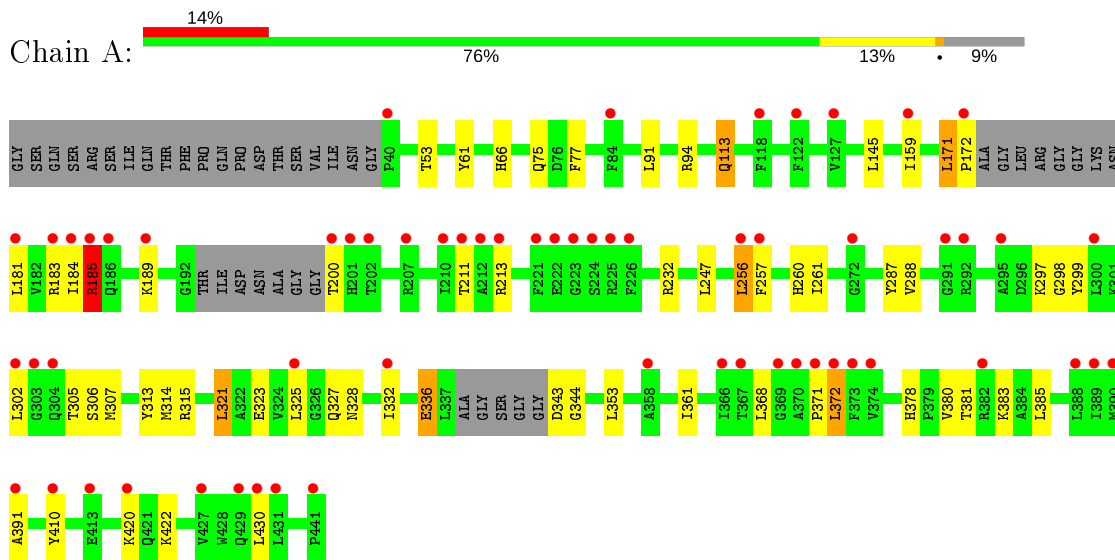 14%
Chain A:
76% 13% • 9%
GLY SER GLN SER ARG SER ILE GLN THR PHE PRO GLN PRO ASP THR SER VAL ILE ASN GLY P40 T53 Y61 H66 Q75 D76 F77 F84 L91 R94 Q113 F118 P122 V127 L145 I159 L171 P172 ALA GLY LEU ARG GLY GLY LYS ASN
L181 V182 R183 I184 R185 Q186 K189 G192 THR ILE ASP ASN ALA GLY GLY T200 H201 T202 R207 I210 T211 A212 R213 F221 E222 G223 S224 R225 F226 R232 L247 L256 F257 H260 I261 G272 Y287 V288 G291 R292 A295 D296 K297 G298 Y299 L300 K301
L302 G303 Q304 T305 S306 M307 Y313 M314 R315 L321 A322 E323 V324 L325 G326 Q327 N328 I332 E336 L337 ALA GLY SER GLY GLY D343 G344 L353 A358 I361 I366 T367 L368 G369 A370 P371 L372 F373 V374 H378 P379 V380 T381 R382 K383 A384 L385 L388 I389 M390
A391 Y410 E413 K420 Q421 K422 V427 W428 Q429 L430 L431 P441